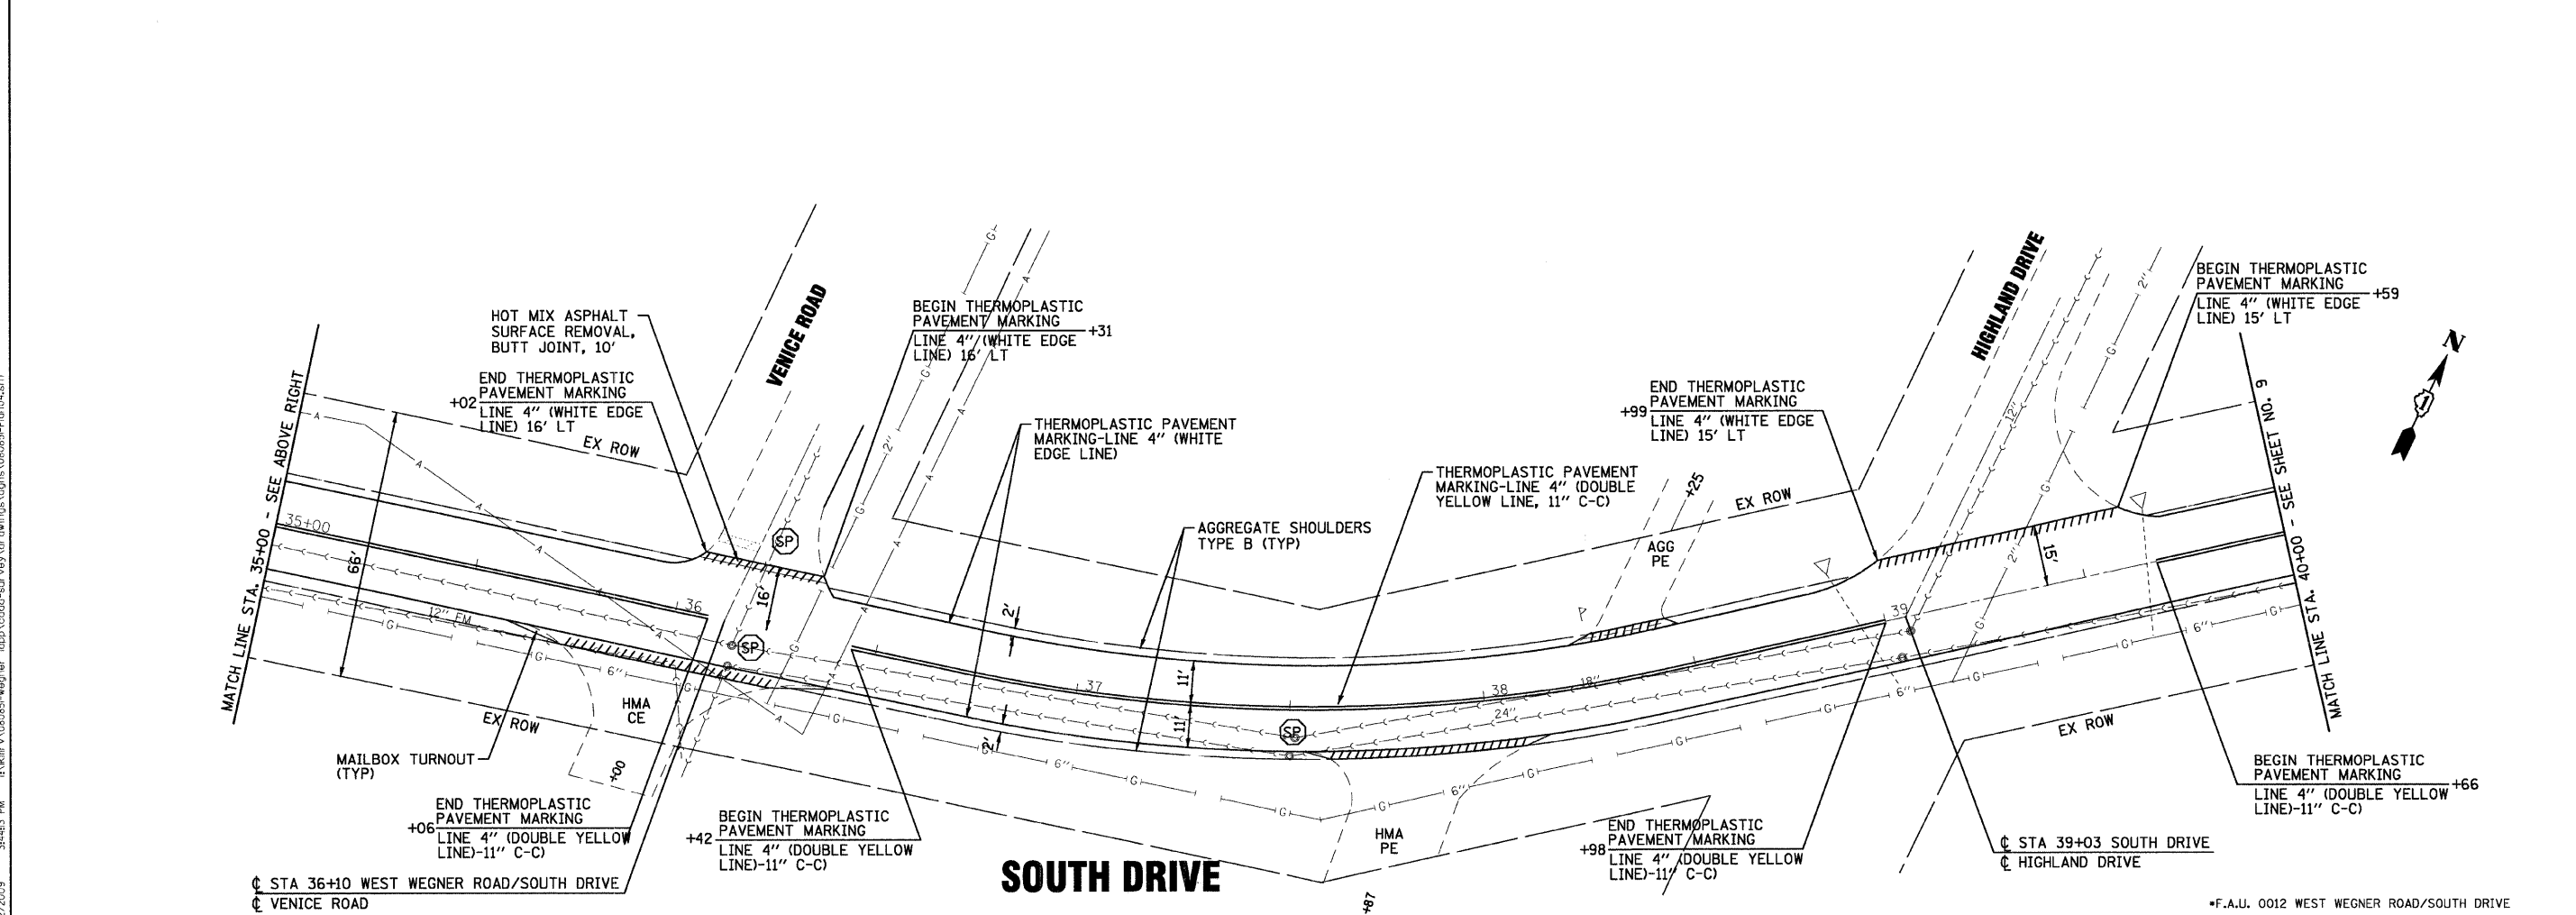 HOT MIX ASPHALT
SURFACE REMOVAL,
BUTT JOINT, 10'
END THERMOPLASTIC
PAVEMENT MARKING
+02
LINE 4" (WHITE EDGE
LINE) 16' LT
EX ROW
VENICE ROAD
BEGIN THERMOPLASTIC
PAVEMENT MARKING
+31
LINE 4" (WHITE EDGE
LINE) 16' LT
THERMOPLASTIC PAVEMENT
MARKING-LINE 4" (WHITE
EDGE LINE)
AGGREGATE SHOULDERS
TYPE B (TYP)
THERMOPLASTIC PAVEMENT
MARKING-LINE 4" (DOUBLE
YELLOW LINE, 11" C-C)
END THERMOPLASTIC
PAVEMENT MARKING
+99
LINE 4" (WHITE EDGE
LINE) 15' LT
+25
EX ROW
AGG
PE
HIGHLAND DRIVE
BEGIN THERMOPLASTIC
PAVEMENT MARKING
+59
LINE 4" (WHITE EDGE
LINE) 15' LT
N
MATCH LINE STA. 35+00 - SEE ABOVE RIGHT
35+00
66'
12" FM
36
16'
SP
SP
SP
37
38
39
2'
2'
11'
11'
18"
24"
12"
2"
2"
2"
6"
6"
6"
6"
6"
15'
P
MATCH LINE STA. 40+00 - SEE SHEET NO. 9
HMA
CE
EX ROW
MAILBOX TURNOUT
(TYP)
+00
END THERMOPLASTIC
PAVEMENT MARKING
+06
LINE 4" (DOUBLE YELLOW
LINE)-11" C-C)
BEGIN THERMOPLASTIC
PAVEMENT MARKING
+42
LINE 4" (DOUBLE YELLOW
LINE)-11" C-C)
℄ STA 36+10 WEST WEGNER ROAD/SOUTH DRIVE
℄ VENICE ROAD
SOUTH DRIVE
HMA
PE
+87
END THERMOPLASTIC
PAVEMENT MARKING
+98
LINE 4" (DOUBLE YELLOW
LINE)-11" C-C)
℄ STA 39+03 SOUTH DRIVE
℄ HIGHLAND DRIVE
EX ROW
BEGIN THERMOPLASTIC
PAVEMENT MARKING
+66
LINE 4" (DOUBLE YELLOW
LINE)-11" C-C)
*F.A.U. 0012 WEST WEGNER ROAD/SOUTH DRIVE